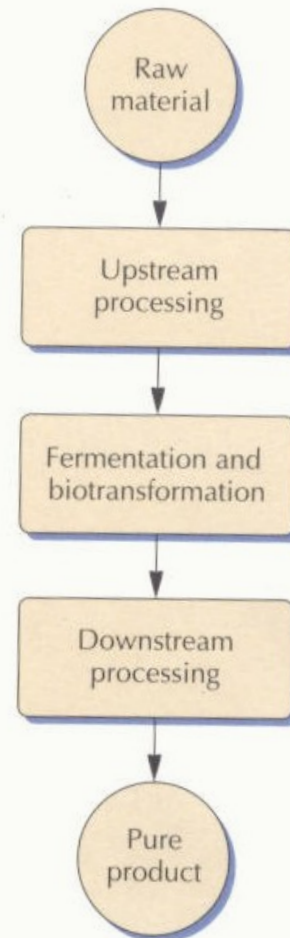 Raw
material
Upstream
processing
Fermentation and
biotransformation
Downstream
processing
Pure
product